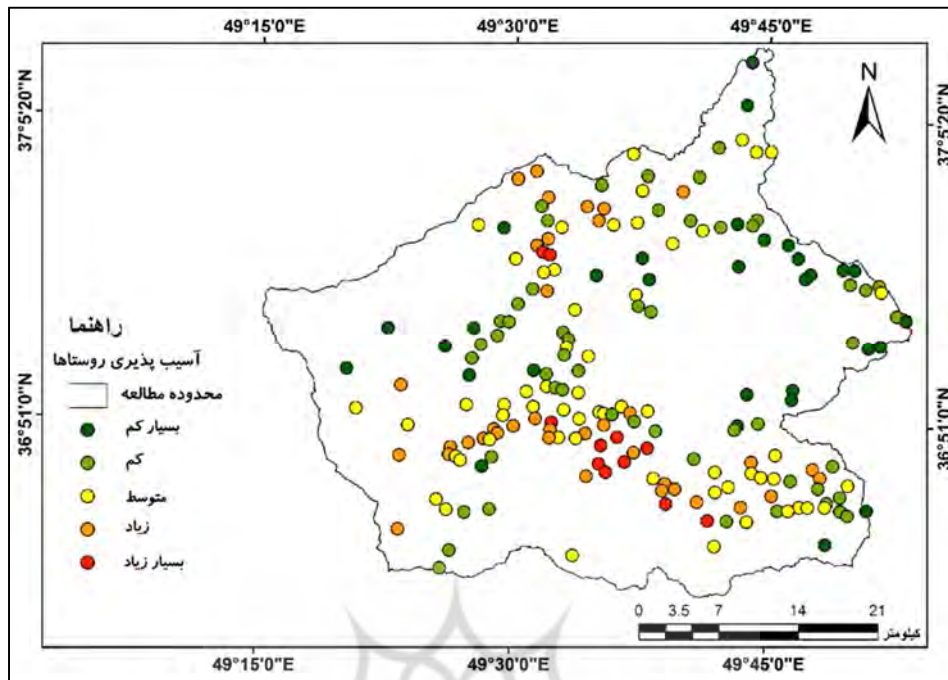 49°15'0"E 49°30'0"E 49°45'0"E
37°5'20"N
37°5'20"N
N
راهنما
آسیب پذیری روستاها
محدوده مطالعه
بسیار کم
کم
متوسط
زیاد
بسیار زیاد
36°51'0"N
36°51'0"N
0 3.5 7 14 21
کیلومتر
49°15'0"E 49°30'0"E 49°45'0"E